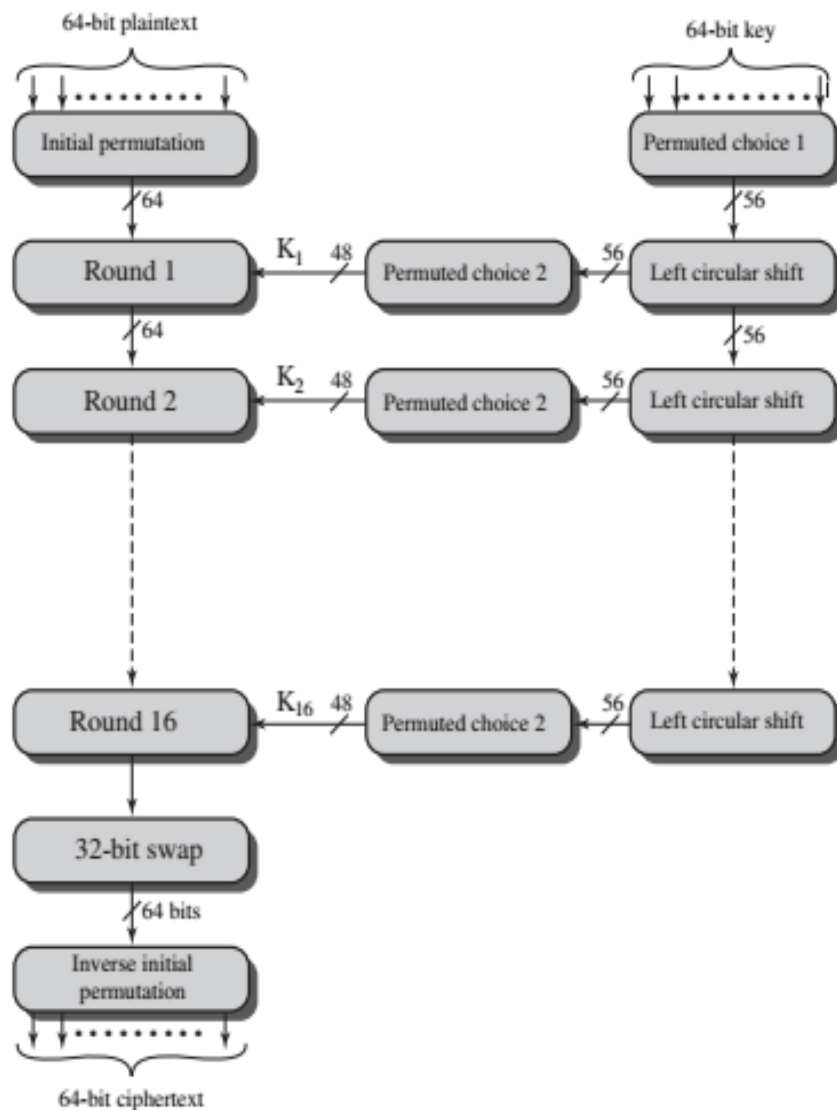 64-bit plaintext
64-bit key
Initial permutation
Permuted choice 1
64
56
Round 1
K1
48
Permuted choice 2
56
Left circular shift
64
56
Round 2
K2
48
Permuted choice 2
56
Left circular shift
Round 16
K16
48
Permuted choice 2
56
Left circular shift
32-bit swap
64 bits
Inverse initial
permutation
64-bit ciphertext